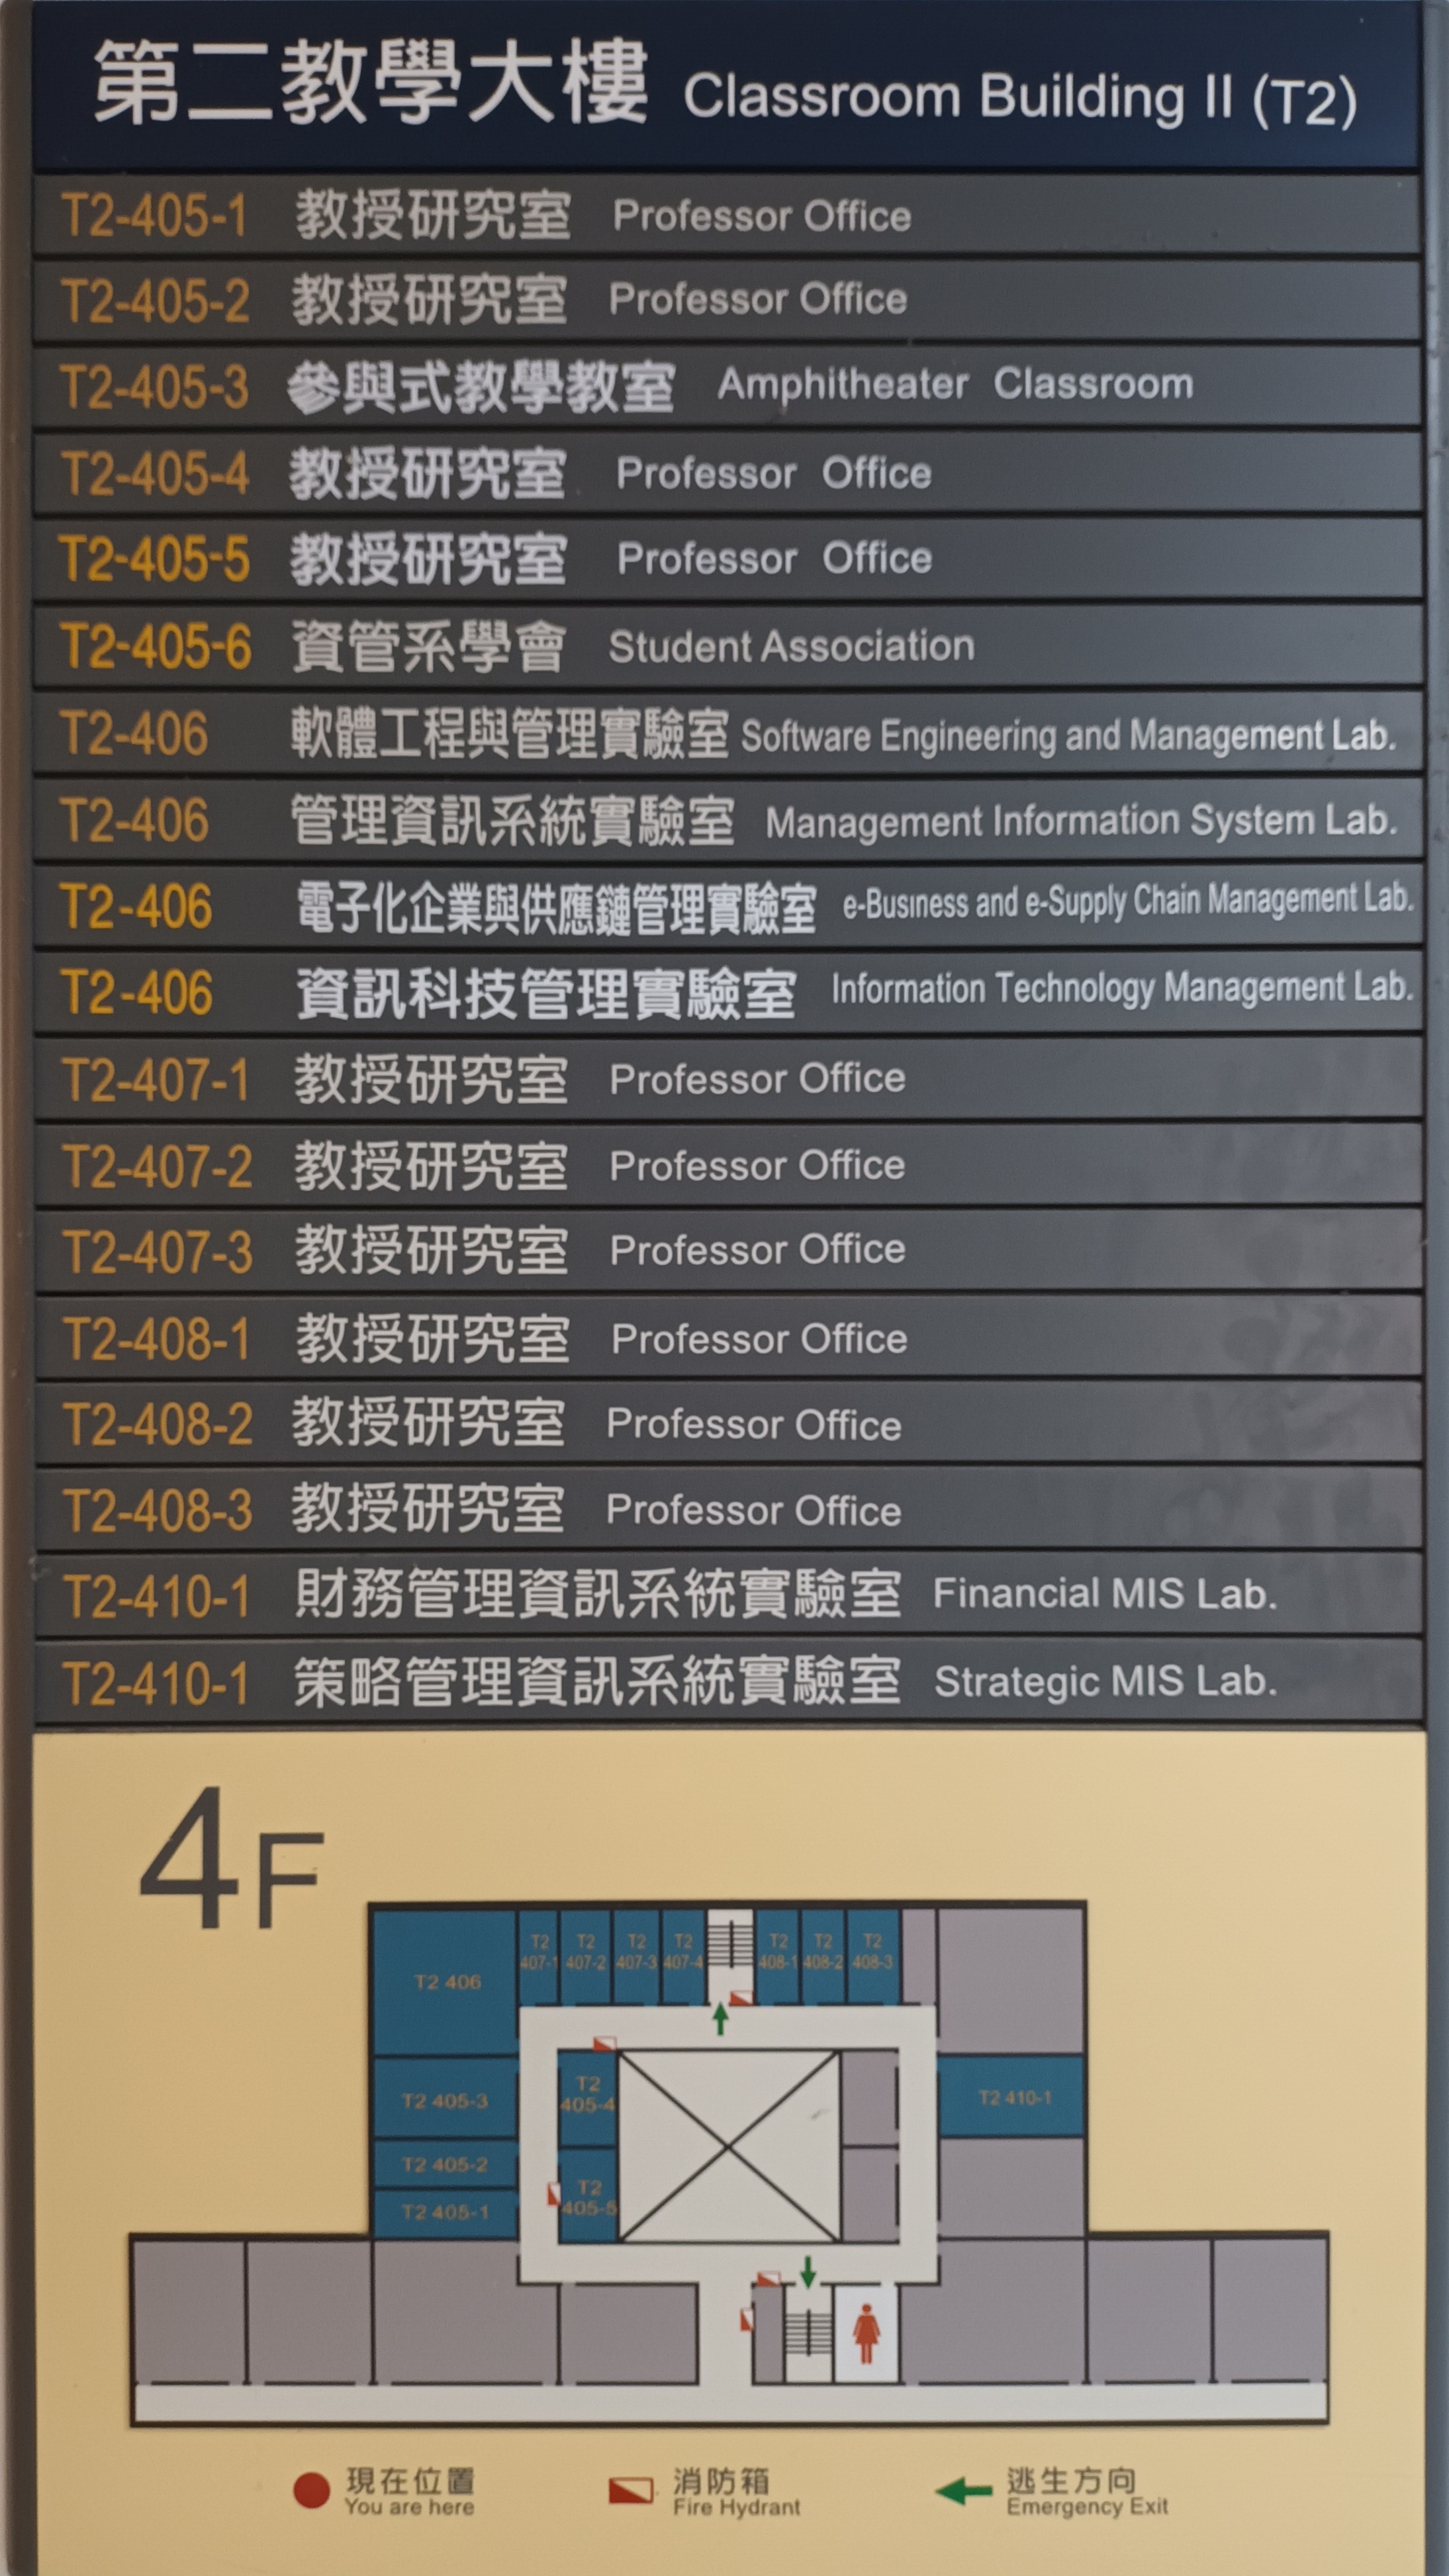 第二教學大樓 Classroom Building II (T2)
T2-405-1 教授研究室 Professor Office
T2-405-2 教授研究室 Professor Office
T2-405-3 參與式教學教室 Amphitheater Classroom
T2-405-4 教授研究室 Professor Office
T2-405-5 教授研究室 Professor Office
T2-405-6 資管系學會 Student Association
T2-406 軟體工程與管理實驗室 Software Engineering and Management Lab.
T2-406 管理資訊系統實驗室 Management Information System Lab.
T2-406 電子化企業與供應鏈管理實驗室 e-Business and e-Supply Chain Management Lab.
T2-406 資訊科技管理實驗室 Information Technology Management Lab.
T2-407-1 教授研究室 Professor Office
T2-407-2 教授研究室 Professor Office
T2-407-3 教授研究室 Professor Office
T2-408-1 教授研究室 Professor Office
T2-408-2 教授研究室 Professor Office
T2-408-3 教授研究室 Professor Office
T2-410-1 財務管理資訊系統實驗室 Financial MIS Lab.
T2-410-1 策略管理資訊系統實驗室 Strategic MIS Lab.
4F
T2 406
T2 407-1
T2 407-2
T2 407-3
T2 407-4
T2 408-1
T2 408-2
T2 408-3
T2 405-3
T2 405-4
T2 410-1
T2 405-2
T2 405-5
T2 405-1
現在位置
You are here
消防箱
Fire Hydrant
逃生方向
Emergency Exit